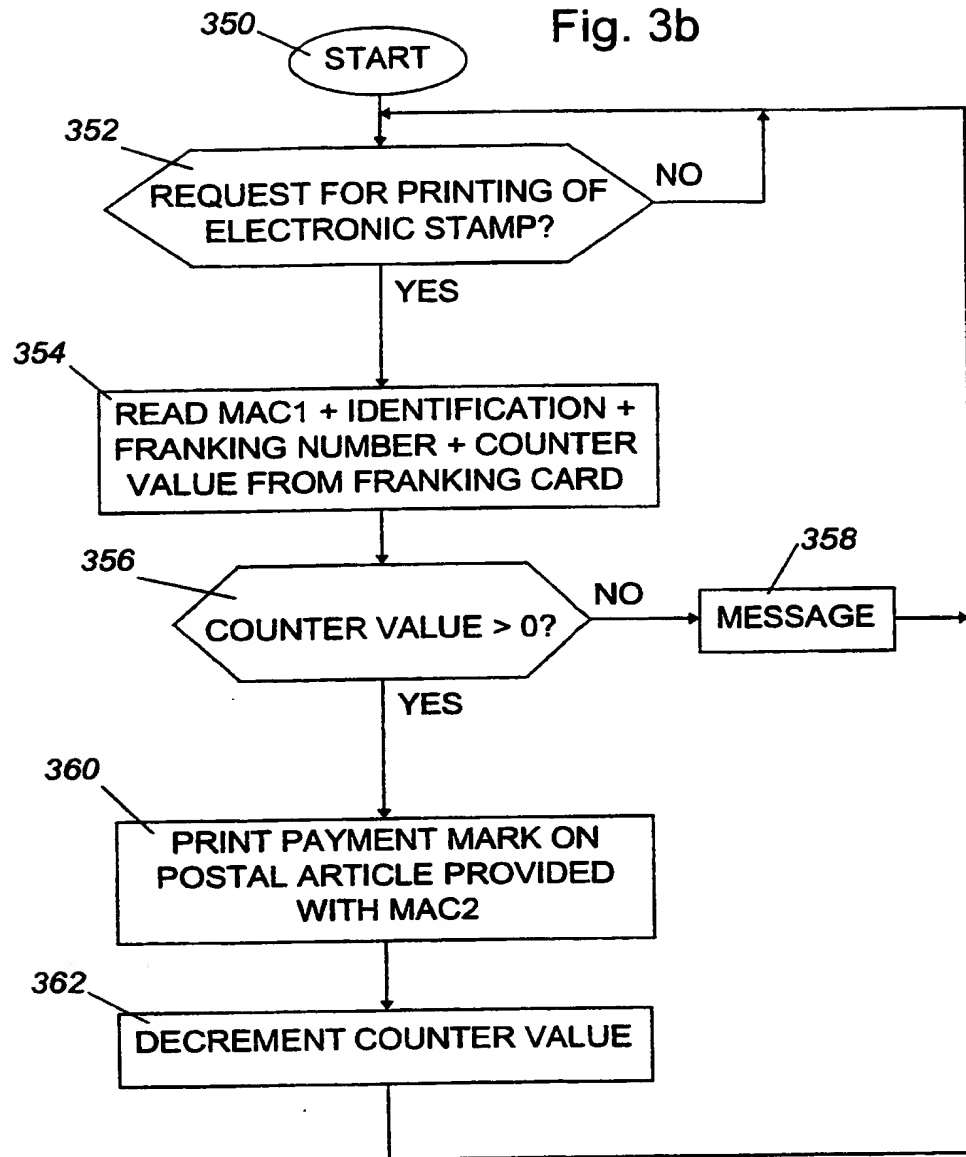 Fig. 3b
350
START
352
REQUEST FOR PRINTING OF
ELECTRONIC STAMP?
NO
YES
354
READ MAC1 + IDENTIFICATION +
FRANKING NUMBER + COUNTER
VALUE FROM FRANKING CARD
356
COUNTER VALUE > 0?
NO
358
MESSAGE
YES
360
PRINT PAYMENT MARK ON
POSTAL ARTICLE PROVIDED
WITH MAC2
362
DECREMENT COUNTER VALUE